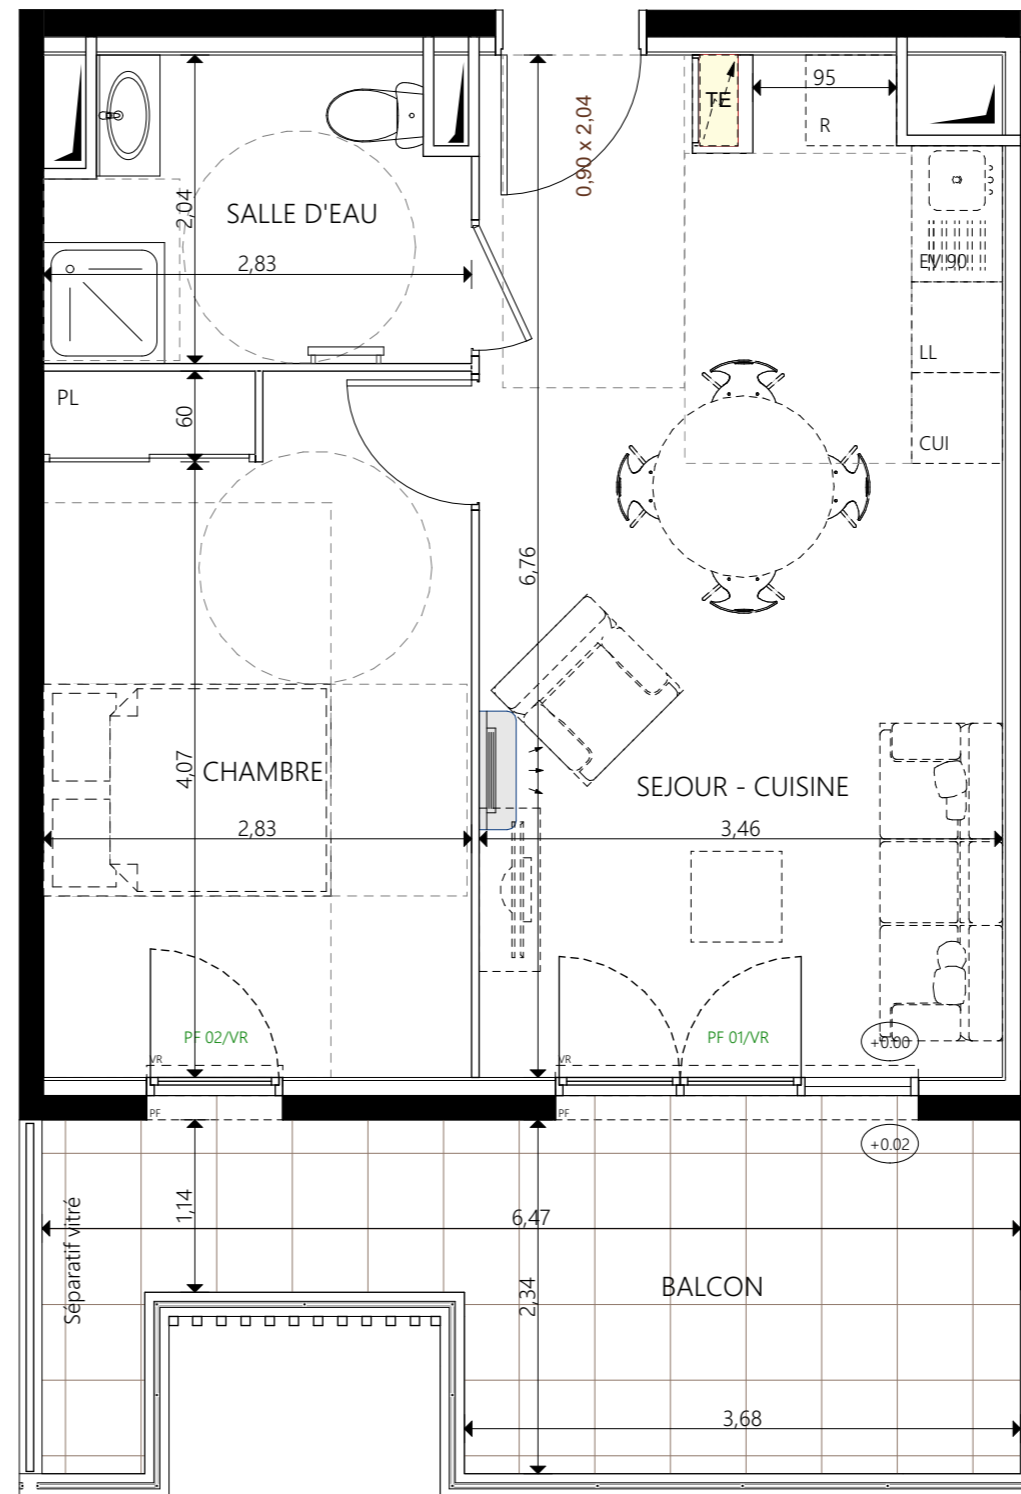 95
TE
R
0,90 x 2,04
2,04
SALLE D'EAU
2,83
EV 90
LL
PL
60
CUI
6,76
4,07
CHAMBRE
SEJOUR - CUISINE
2,83
3,46
PF 02/VR
PF 01/VR
+0.00
VR
VR
PF
PF
+0.02
Séparatif vitré
1,14
6,47
2,34
BALCON
3,68